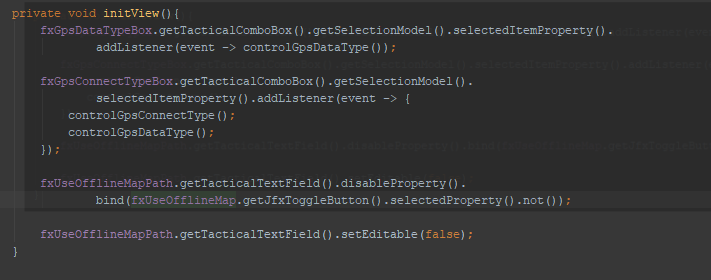 private void initView(){
fxGpsDataTypeBox.getTacticalComboBox().getSelectionModel().selectedItemProperty().
addListener(event -> controlGpsDataType());
fxGpsConnectTypeBox.getTacticalComboBox().getSelectionModel().
selectedItemProperty().addListener(event -> {
controlGpsConnectType();
controlGpsDataType();
});
fxUseOfflineMapPath.getTacticalTextField().disableProperty().
bind(fxUseOfflineMap.getJfxToggleButton().selectedProperty().not());
fxUseOfflineMapPath.getTacticalTextField().setEditable(false);
}